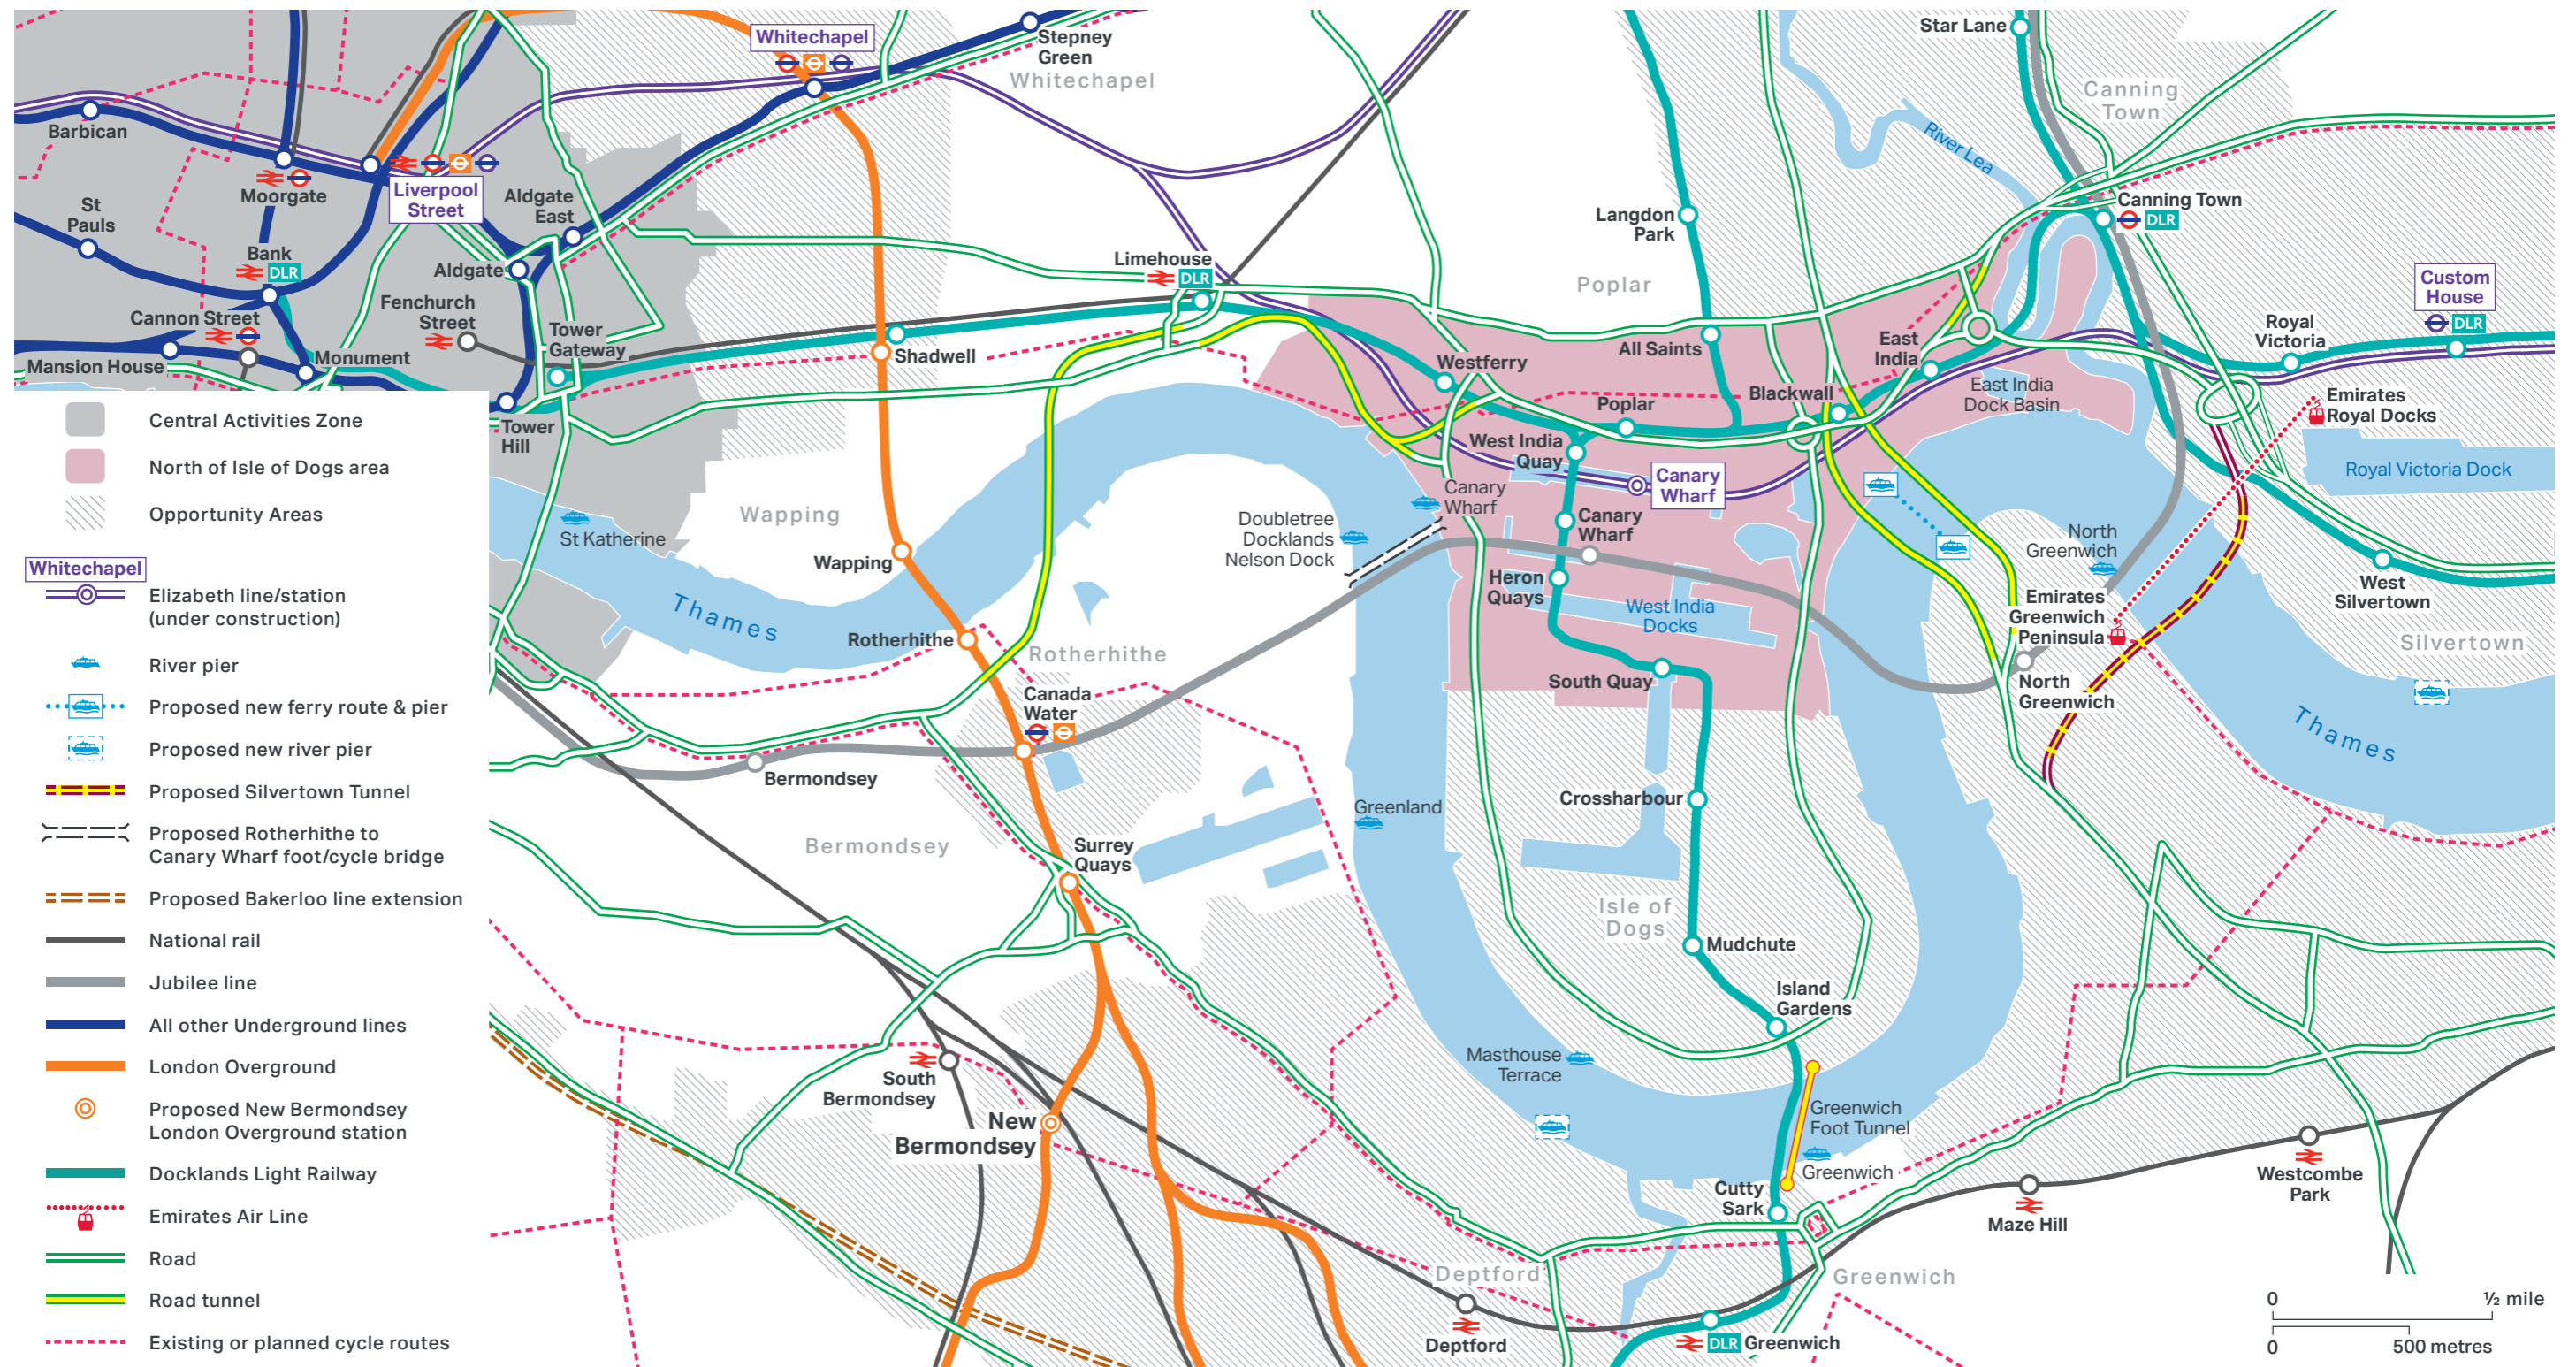 Whitechapel
Stepney
Green
Whitechapel
Star Lane
Canning
Town
River Lea
Barbican
Moorgate
Liverpool
Street
Aldgate
East
St
Pauls
Bank
DLR
Aldgate
Fenchurch
Street
Cannon Street
Mansion House
Monument
Tower
Gateway
Tower
Hill
Shadwell
Limehouse
DLR
Langdon
Park
Poplar
Canning Town
DLR
Custom
House
DLR
Royal
Victoria
All Saints
East
India
Westferry
Poplar
Blackwall
East India
Dock Basin
Emirates
Royal Docks
Royal Victoria Dock
West India
Quay
Canary
Wharf
Canary
Wharf
Canary
Wharf
Doubletree
Docklands
Nelson Dock
Heron
Quays
West India
Docks
North
Greenwich
Emirates
Greenwich
Peninsula
North
Greenwich
West
Silvertown
Silvertown
Thames
South Quay
St Katherine
Wapping
Wapping
Thames
Rotherhithe
Rotherhithe
Canada
Water
Bermondsey
Bermondsey
Surrey
Quays
Greenland
Crossharbour
Isle of
Dogs
Mudchute
Island
Gardens
Masthouse
Terrace
Greenwich
Foot Tunnel
Greenwich
Cutty
Sark
South
Bermondsey
New
Bermondsey
Deptford
Deptford
DLR Greenwich
Greenwich
Maze Hill
Westcombe
Park
Central Activities Zone
North of Isle of Dogs area
Opportunity Areas
Whitechapel
Elizabeth line/station
(under construction)
River pier
Proposed new ferry route & pier
Proposed new river pier
Proposed Silvertown Tunnel
Proposed Rotherhithe to
Canary Wharf foot/cycle bridge
Proposed Bakerloo line extension
National rail
Jubilee line
All other Underground lines
London Overground
Proposed New Bermondsey
London Overground station
Docklands Light Railway
Emirates Air Line
Road
Road tunnel
Existing or planned cycle routes
0 ½ mile
0 500 metres